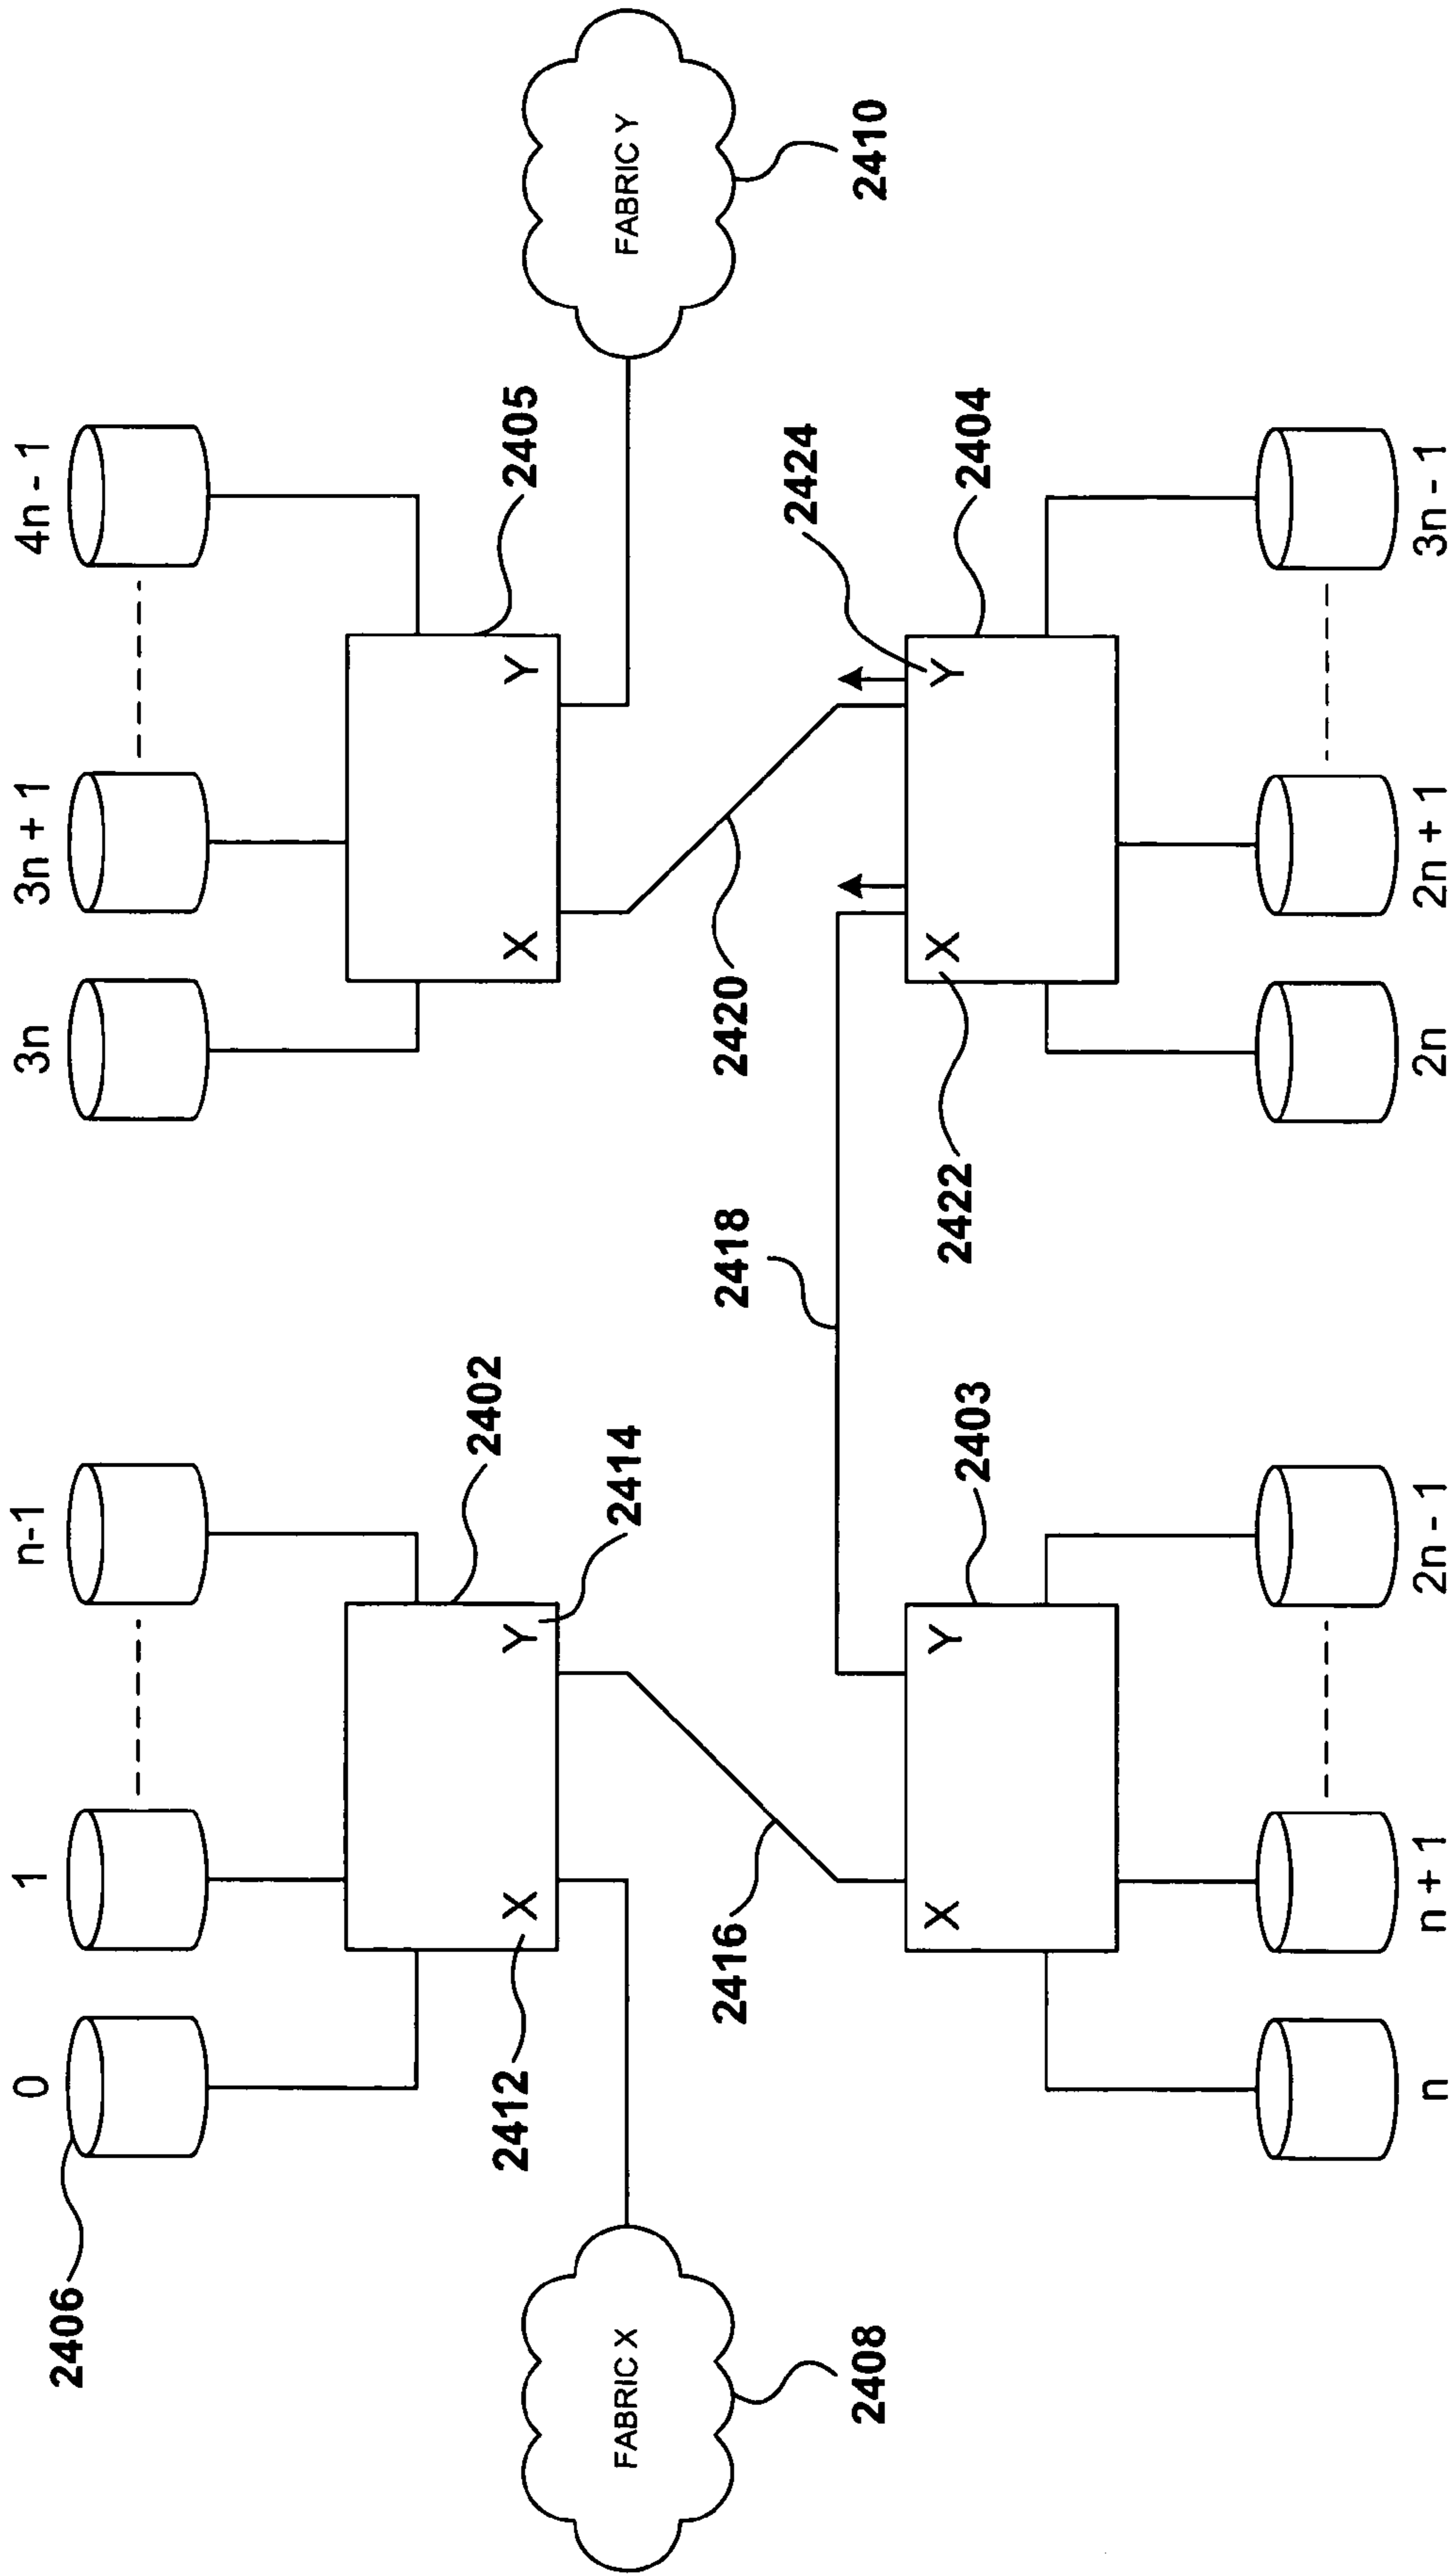 0
1
n-1
3n
3n + 1
4n - 1
2406
2402
2405
X
Y
X
Y
2412
2414
FABRIC X
FABRIC Y
2408
2410
2416
2418
2420
2424
2403
2404
X
Y
X
Y
2422
n
n + 1
2n - 1
2n
2n + 1
3n - 1